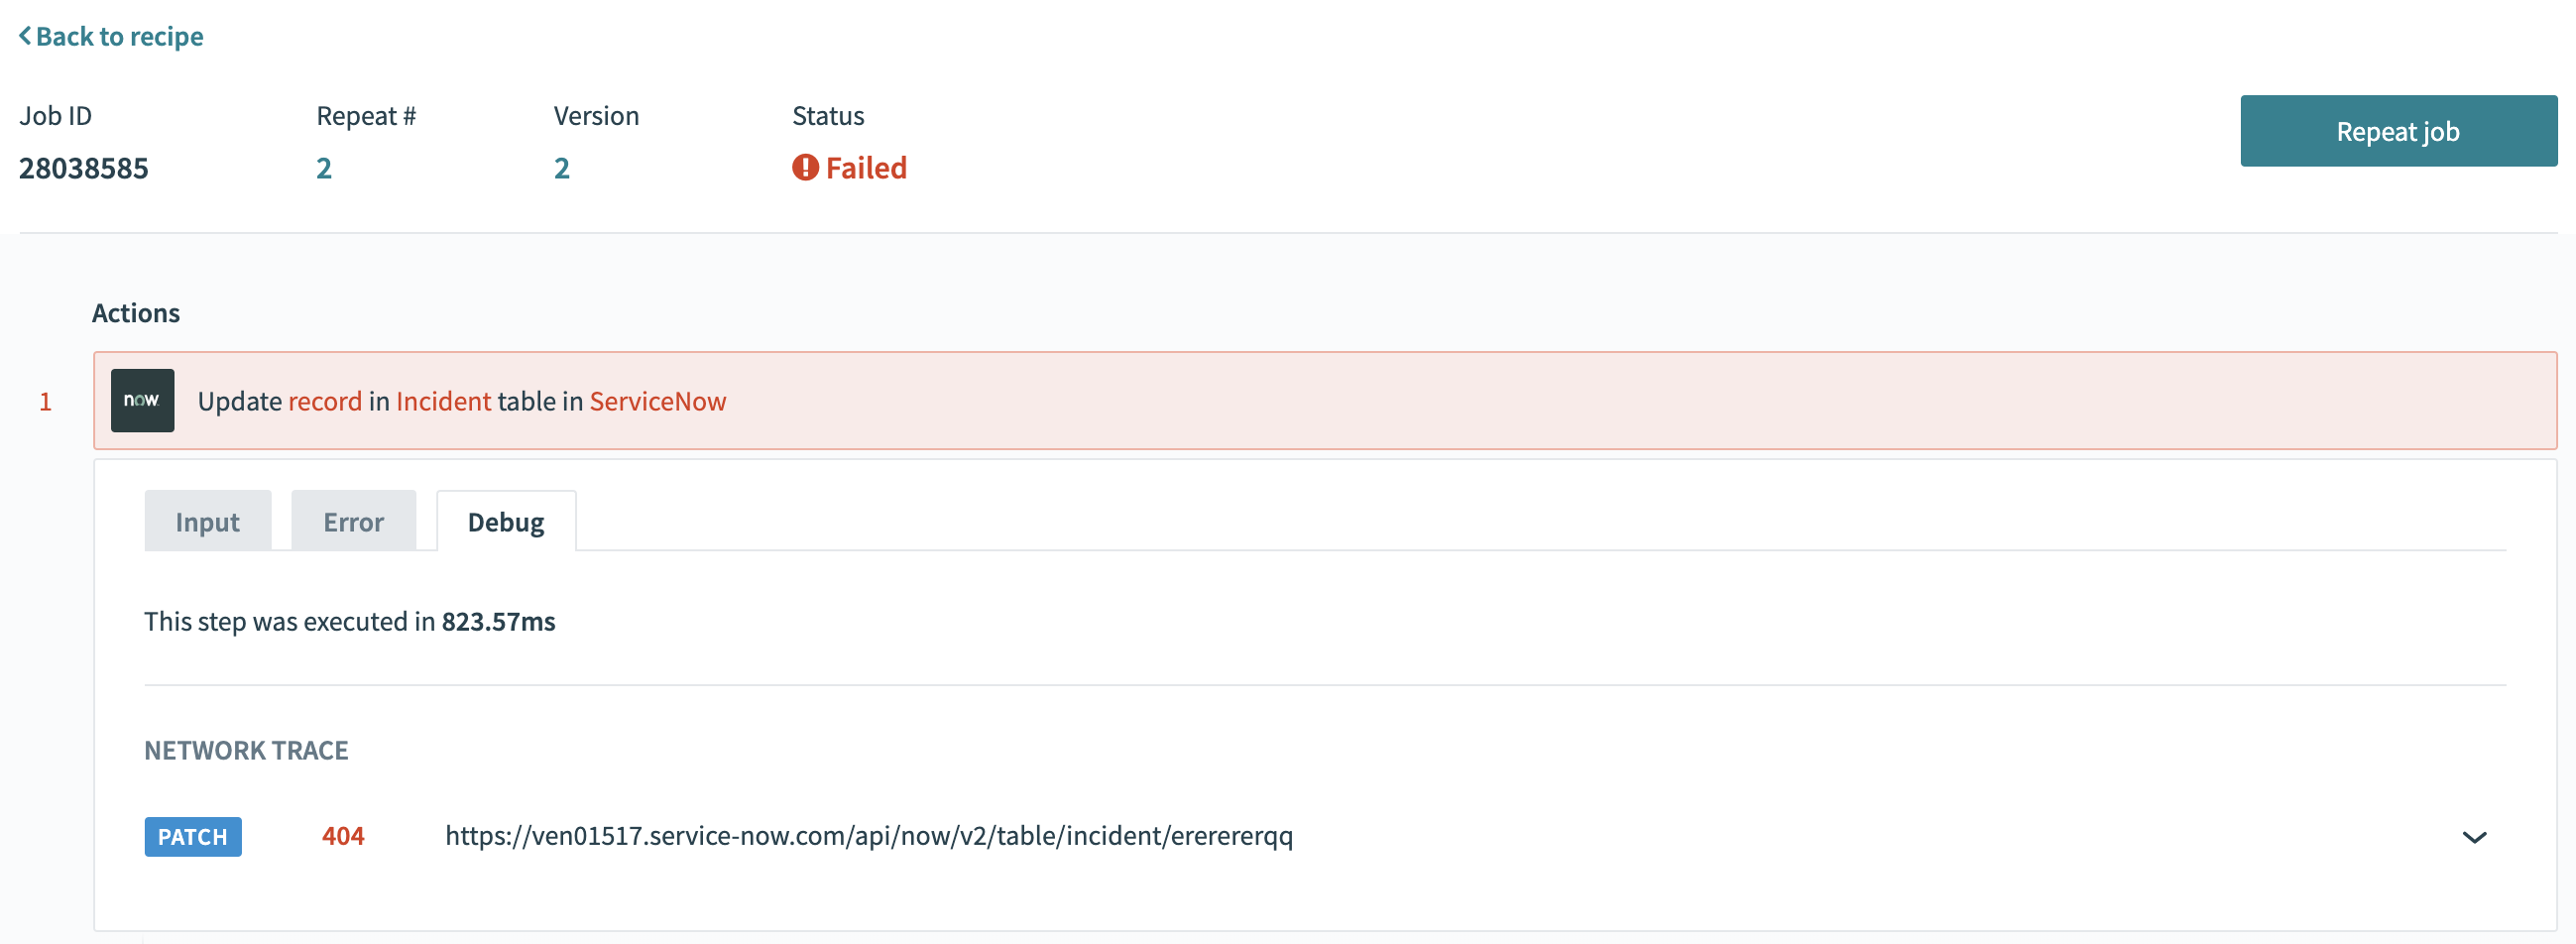 Back to recipe
Job ID Repeat # Version Status
28038585 2 2 Failed
Repeat job
Actions
1 now Update record in Incident table in ServiceNow
Input Error Debug
This step was executed in 823.57ms
NETWORK TRACE
PATCH 404 https://ven01517.service-now.com/api/now/v2/table/incident/erererерqq